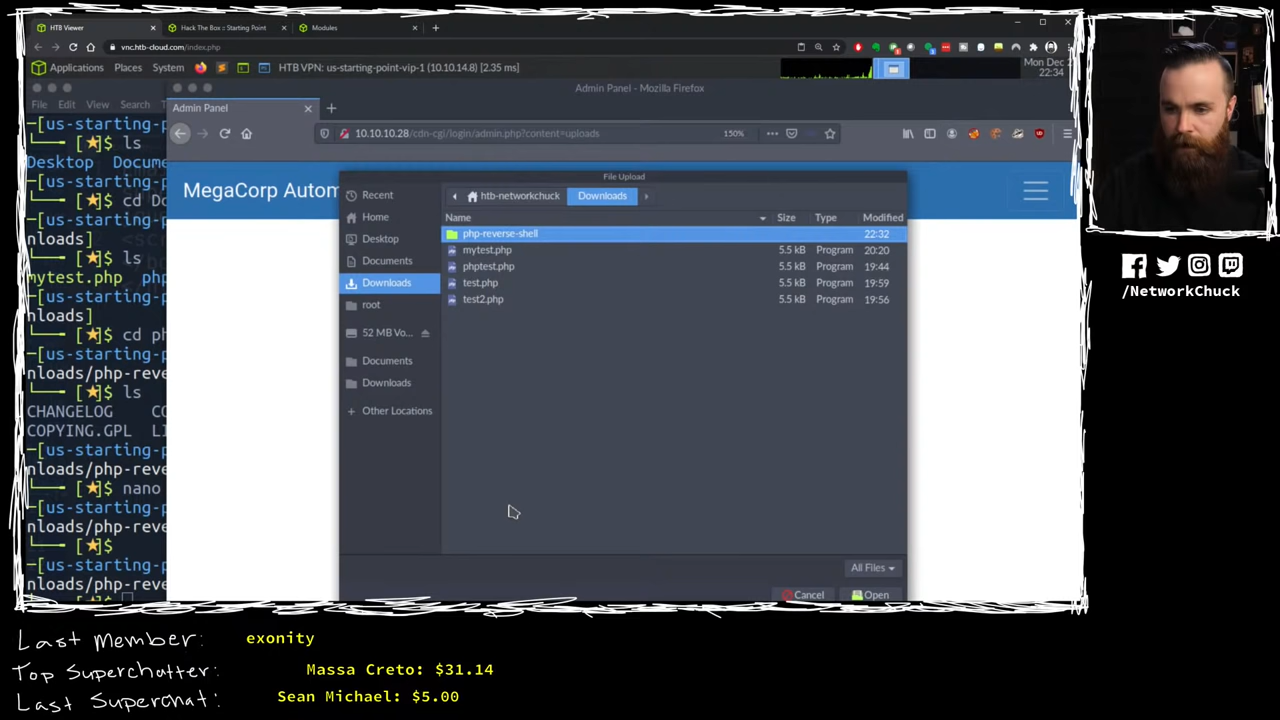 HTB Viewer
Hack The Box :: Starting Point
Modules
vnc.htb-cloud.com/index.php
Applications Places System HTB VPN: us-starting-point-vip-1 (10.10.14.8) [2.35 ms]
Mon Dec 2
22:34
File Edit View Search T
Admin Panel - Mozilla Firefox
Admin Panel
10.10.10.28/cdn-cgi/login/admin.php?content=uploads
150%
MegaCorp Autom
~[us-starting-p
$ ls
Desktop Docume
~[us-starting-p
$ cd Do
nloads]
~[us-starting-p
$ ls
mytest.php php
~[us-starting-p
nloads]
$ cd ph
~[us-starting-p
nloads/php-reve
$ ls
CHANGELOG CO
COPYING.GPL LI
~[us-starting-p
nloads/php-reve
$ nano
~[us-starting-p
nloads/php-reve
$
~[us-starting-p
nloads/php-reve
File Upload
Recent
Home
Desktop
Documents
Downloads
root
52 MB Vo...
Documents
Downloads
+ Other Locations
htb-networkchuck Downloads
Name Size Type Modified
php-reverse-shell 22:32
mytest.php 5.5 kB Program 20:20
phptest.php 5.5 kB Program 19:44
test.php 5.5 kB Program 19:59
test2.php 5.5 kB Program 19:56
All Files
Cancel Open
/NetworkChuck
Last Member: exonity
Top Superchatter: Massa Creto: $31.14
Last Superchat: Sean Michael: $5.00